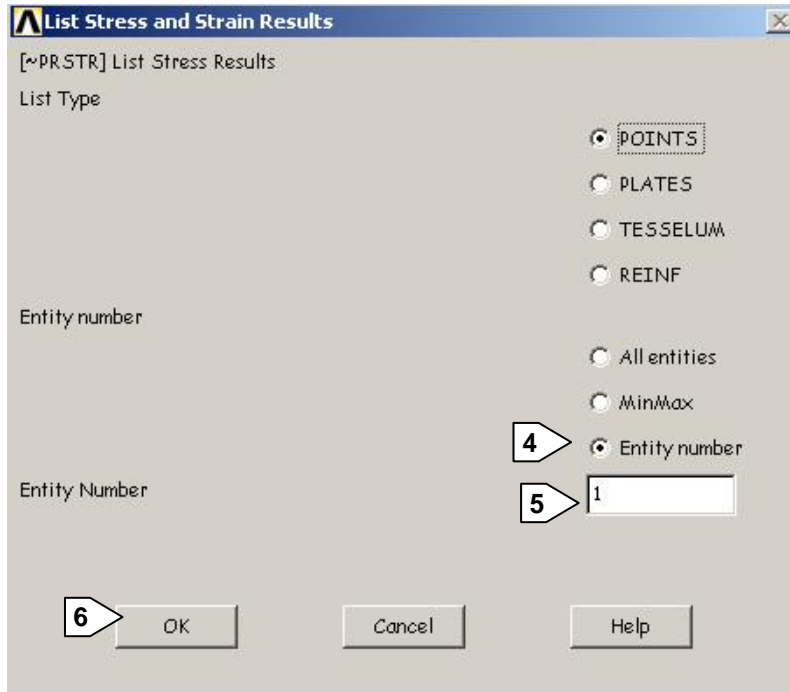 List Stress and Strain Results
[~PRSTR] List Stress Results
List Type
POINTS
PLATES
TESSELUM
REINF
Entity number
All entities
MinMax
4
Entity number
Entity Number
5
1
6
OK
Cancel
Help